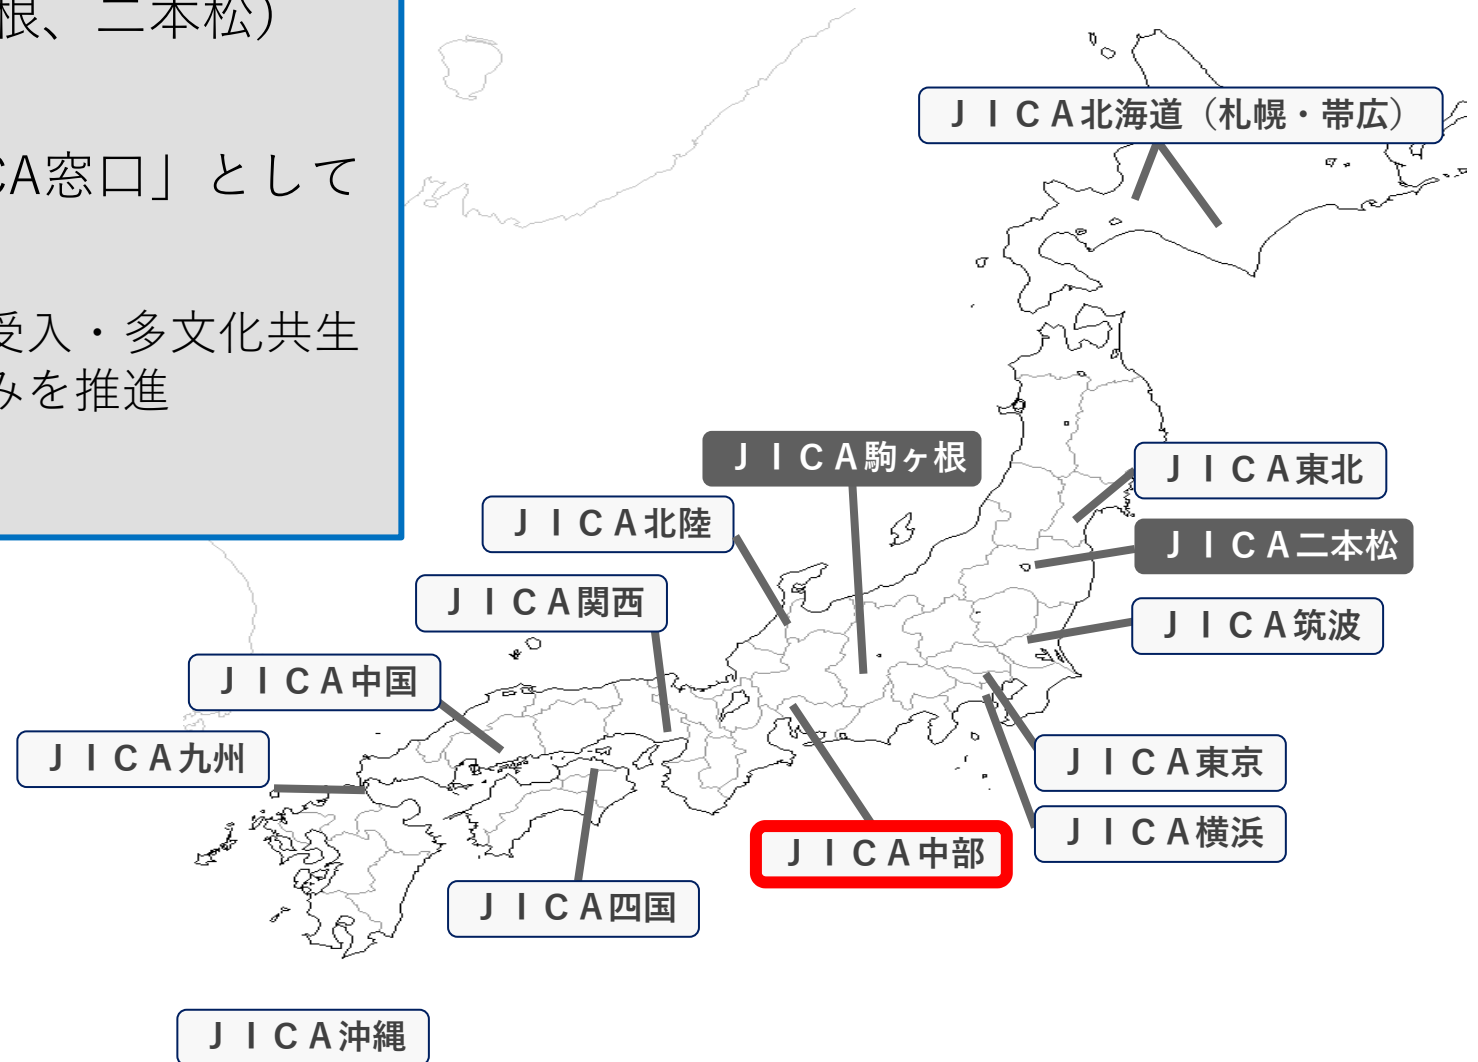 根、二本松）
CA窓口」として
受入・多文化共生
みを推進
ＪＩＣＡ北海道（札幌・帯広）
ＪＩＣＡ駒ヶ根
ＪＩＣＡ東北
ＪＩＣＡ北陸
ＪＩＣＡ二本松
ＪＩＣＡ関西
ＪＩＣＡ筑波
ＪＩＣＡ中国
ＪＩＣＡ九州
ＪＩＣＡ東京
ＪＩＣＡ横浜
ＪＩＣＡ中部
ＪＩＣＡ四国
ＪＩＣＡ沖縄